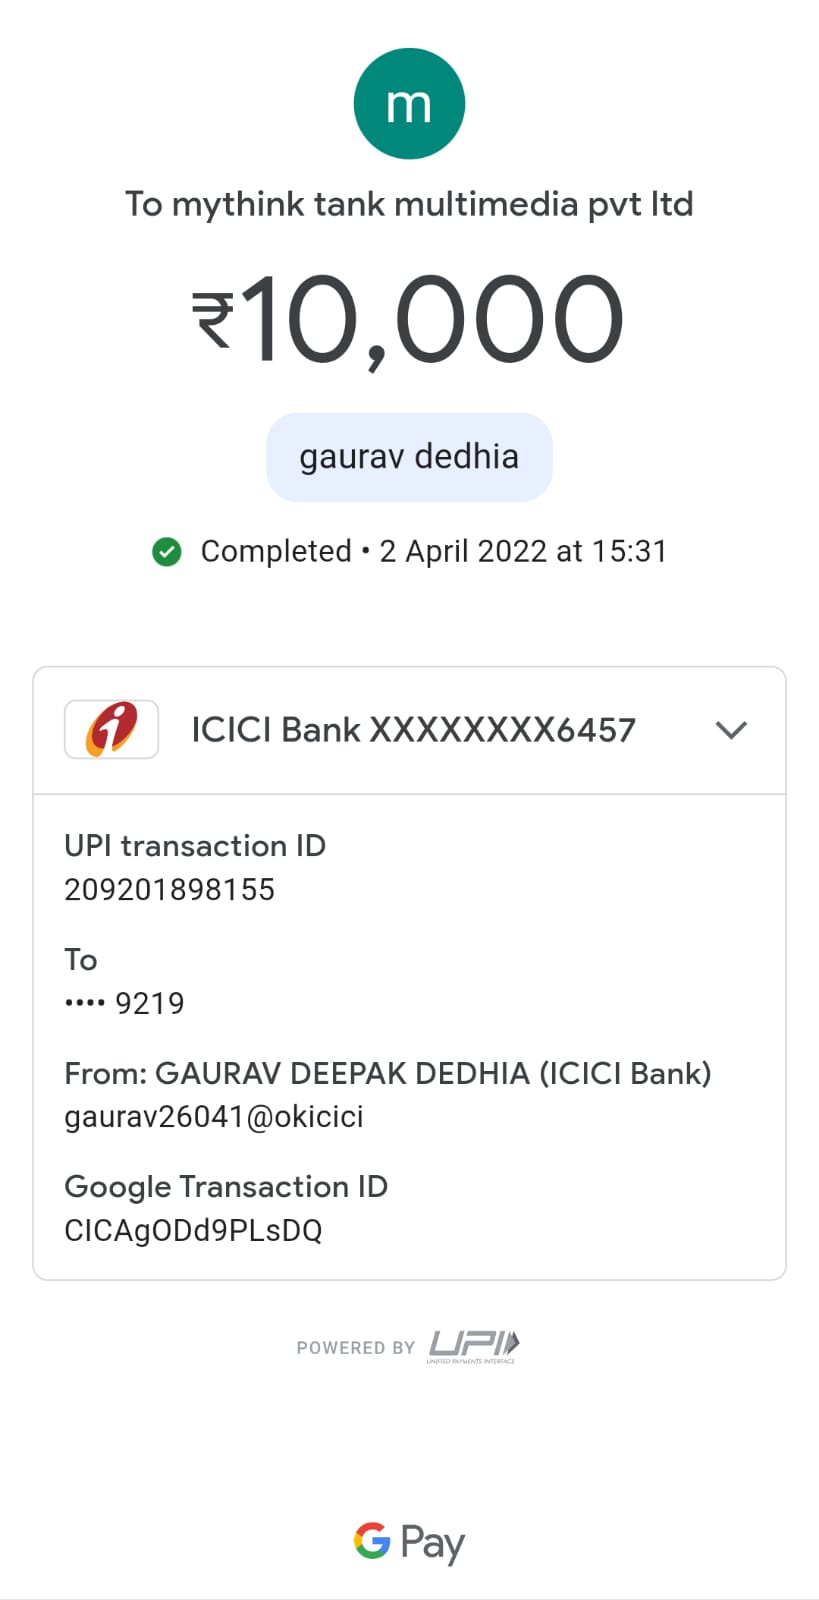 m
To mythink tank multimedia pvt ltd
₹10,000
gaurav dedhia
Completed • 2 April 2022 at 15:31
i ICICI Bank XXXXXXXX6457
UPI transaction ID
209201898155
To
•••• 9219
From: GAURAV DEEPAK DEDHIA (ICICI Bank)
gaurav26041@okicici
Google Transaction ID
CICAgODd9PLsDQ
POWERED BY UPI
UNIFIED PAYMENTS INTERFACE
G Pay